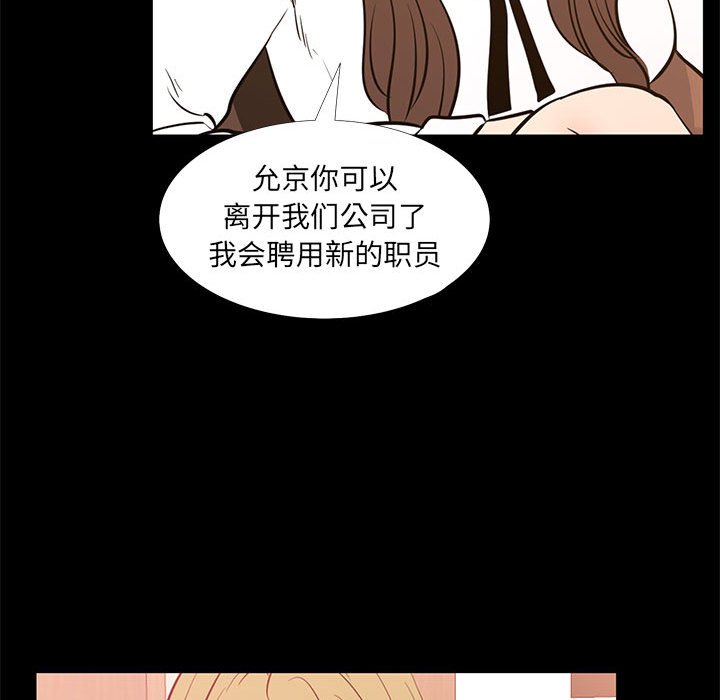 允京你可以
离开我们公司了
我会聘用新的职员